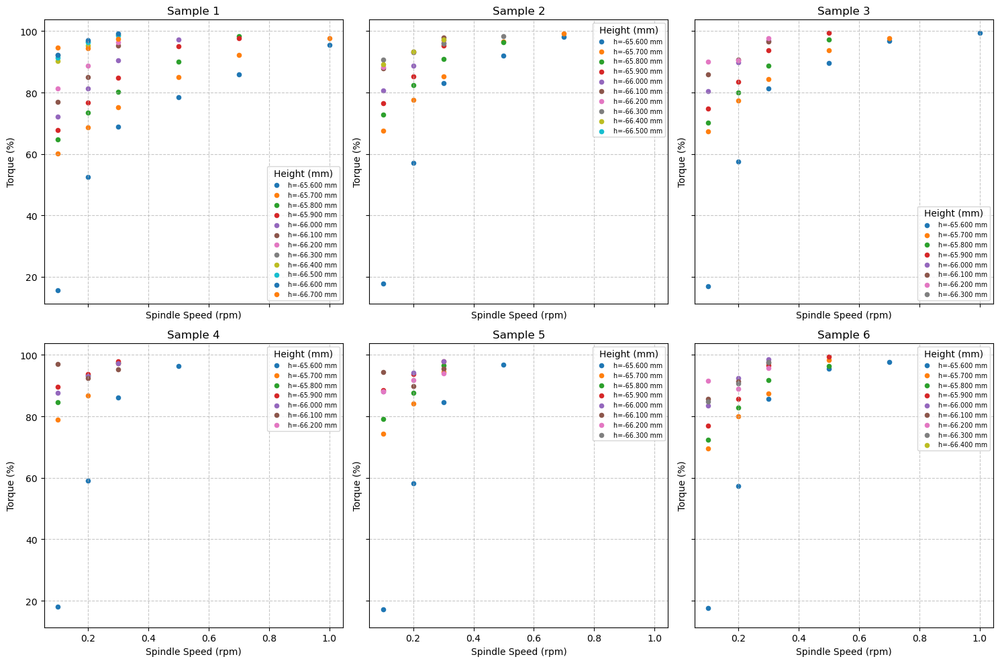 Sample 1
Torque (%)
100
80
60
40
20
Height (mm)
h=-65.600 mm
h=-65.700 mm
h=-65.800 mm
h=-65.900 mm
h=-66.000 mm
h=-66.100 mm
h=-66.200 mm
h=-66.300 mm
h=-66.400 mm
h=-66.500 mm
h=-66.600 mm
h=-66.700 mm
Spindle Speed (rpm)
Sample 2
Torque (%)
Height (mm)
h=-65.600 mm
h=-65.700 mm
h=-65.800 mm
h=-65.900 mm
h=-66.000 mm
h=-66.100 mm
h=-66.200 mm
h=-66.300 mm
h=-66.400 mm
h=-66.500 mm
Spindle Speed (rpm)
Sample 3
Torque (%)
Height (mm)
h=-65.600 mm
h=-65.700 mm
h=-65.800 mm
h=-65.900 mm
h=-66.000 mm
h=-66.100 mm
h=-66.200 mm
h=-66.300 mm
Spindle Speed (rpm)
Sample 4
Torque (%)
100
80
60
40
20
Height (mm)
h=-65.600 mm
h=-65.700 mm
h=-65.800 mm
h=-65.900 mm
h=-66.000 mm
h=-66.100 mm
h=-66.200 mm
0.2 0.4 0.6 0.8 1.0
Spindle Speed (rpm)
Sample 5
Torque (%)
Height (mm)
h=-65.600 mm
h=-65.700 mm
h=-65.800 mm
h=-65.900 mm
h=-66.000 mm
h=-66.100 mm
h=-66.200 mm
h=-66.300 mm
0.2 0.4 0.6 0.8 1.0
Spindle Speed (rpm)
Sample 6
Torque (%)
Height (mm)
h=-65.600 mm
h=-65.700 mm
h=-65.800 mm
h=-65.900 mm
h=-66.000 mm
h=-66.100 mm
h=-66.200 mm
h=-66.300 mm
h=-66.400 mm
0.2 0.4 0.6 0.8 1.0
Spindle Speed (rpm)